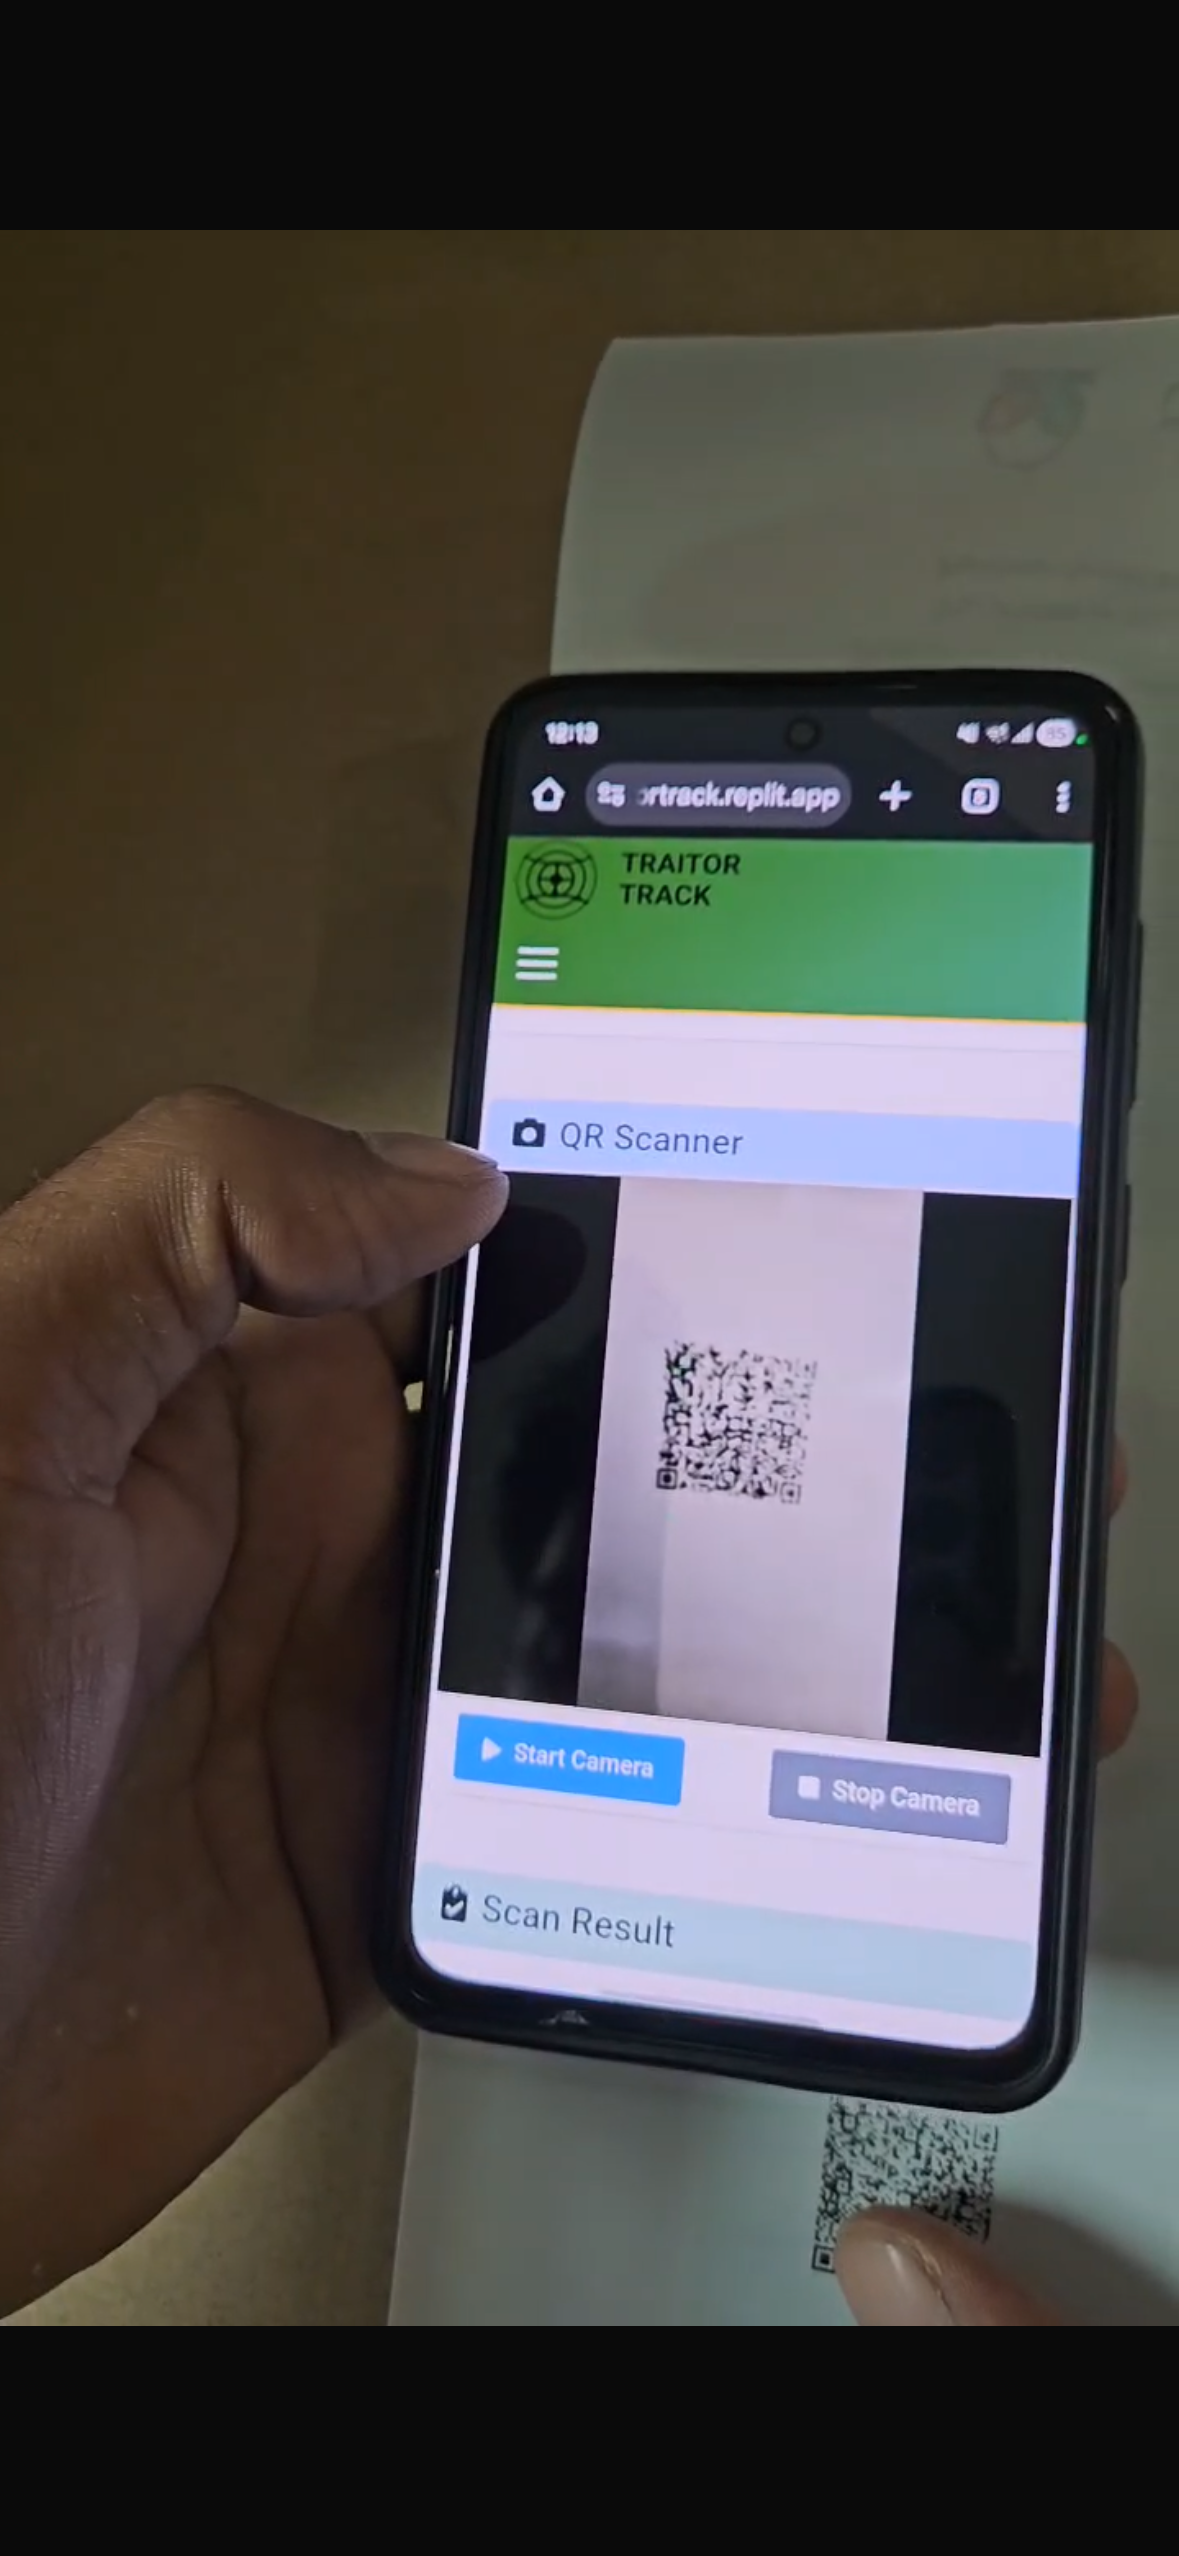 12:13
ortrack.replit.app
TRAITOR
TRACK
QR Scanner
Start Camera
Stop Camera
Scan Result